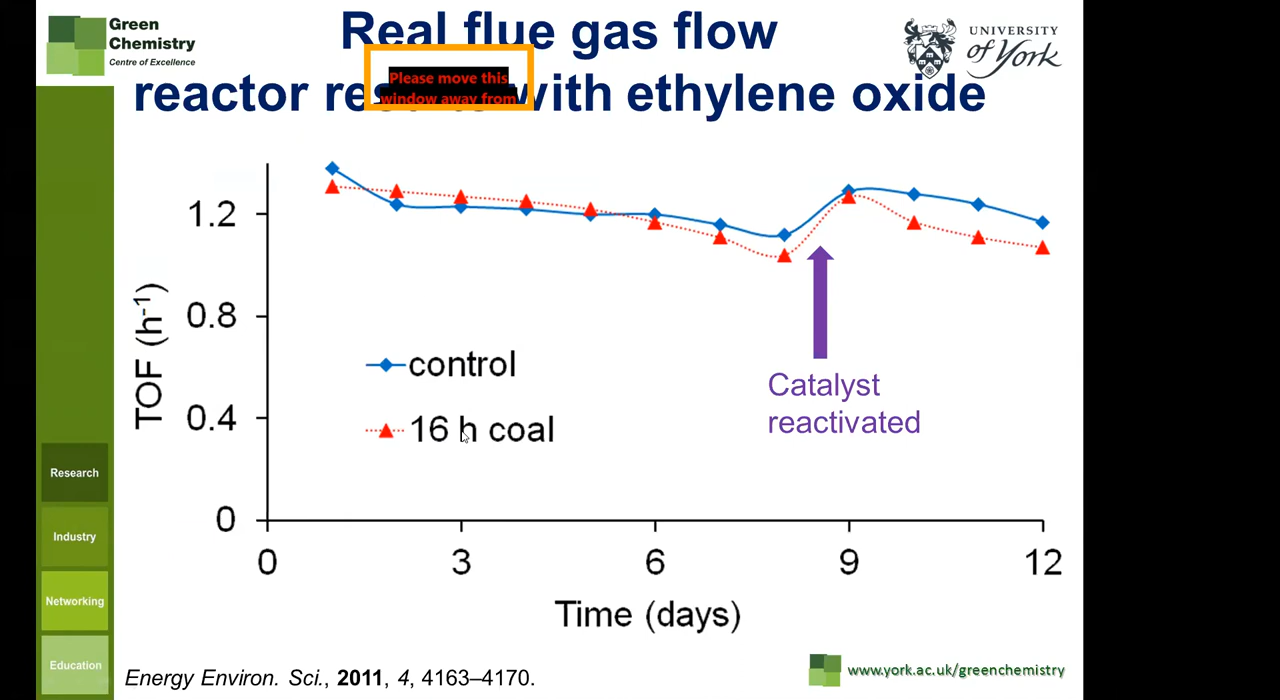 Green
Chemistry
Centre of Excellence
Real flue gas flow
reactor with ethylene oxide
Please move this
window away from
UNIVERSITY
of York
1.2
0.8
0.4
0
TOF (h-1)
control
16 h coal
Catalyst
reactivated
0 3 6 9 12
Time (days)
Research
Industry
Networking
Education
Energy Environ. Sci., 2011, 4, 4163–4170.
www.york.ac.uk/greenchemistry